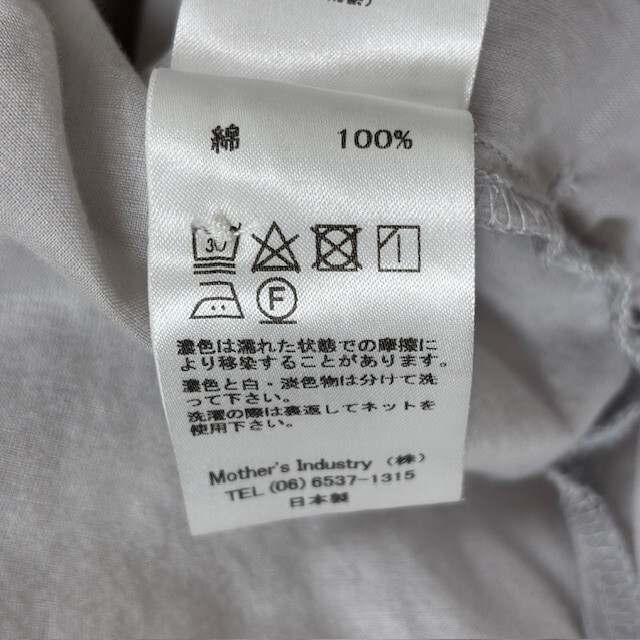 綿 100%
30
F
濃色は濡れた状態での摩擦に
より移染することがあります。
濃色と白・淡色物は分けて洗
って下さい。
洗濯の際は裏返してネットを
使用下さい。
Mother's Industry (株)
TEL (06) 6537-1315
日本製